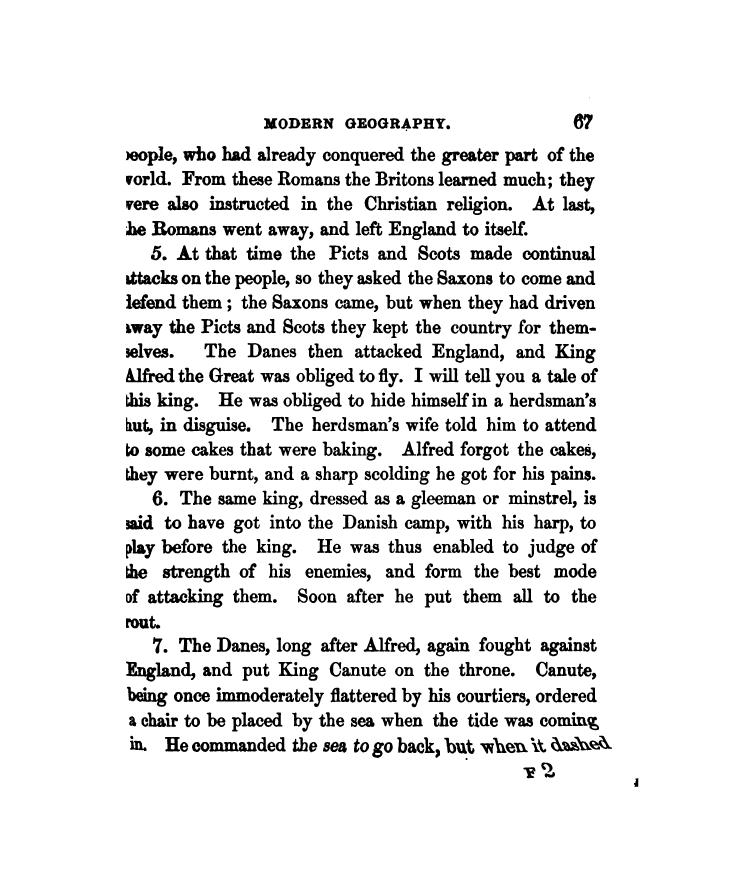 MODERN GEOGRAPHY. 67
people, who had already conquered the greater part of the
world. From these Romans the Britons learned much; they
were also instructed in the Christian religion. At last,
the Romans went away, and left England to itself.
5. At that time the Picts and Scots made continual
attacks on the people, so they asked the Saxons to come and
defend them; the Saxons came, but when they had driven
away the Picts and Scots they kept the country for them-
selves. The Danes then attacked England, and King
Alfred the Great was obliged to fly. I will tell you a tale of
this king. He was obliged to hide himself in a herdsman's
hut, in disguise. The herdsman's wife told him to attend
to some cakes that were baking. Alfred forgot the cakes,
they were burnt, and a sharp scolding he got for his pains.
6. The same king, dressed as a gleeman or minstrel, is
said to have got into the Danish camp, with his harp, to
play before the king. He was thus enabled to judge of
the strength of his enemies, and form the best mode
of attacking them. Soon after he put them all to the
rout.
7. The Danes, long after Alfred, again fought against
England, and put King Canute on the throne. Canute,
being once immoderately flattered by his courtiers, ordered
a chair to be placed by the sea when the tide was coming
in. He commanded the sea to go back, but when it dashed
F 2